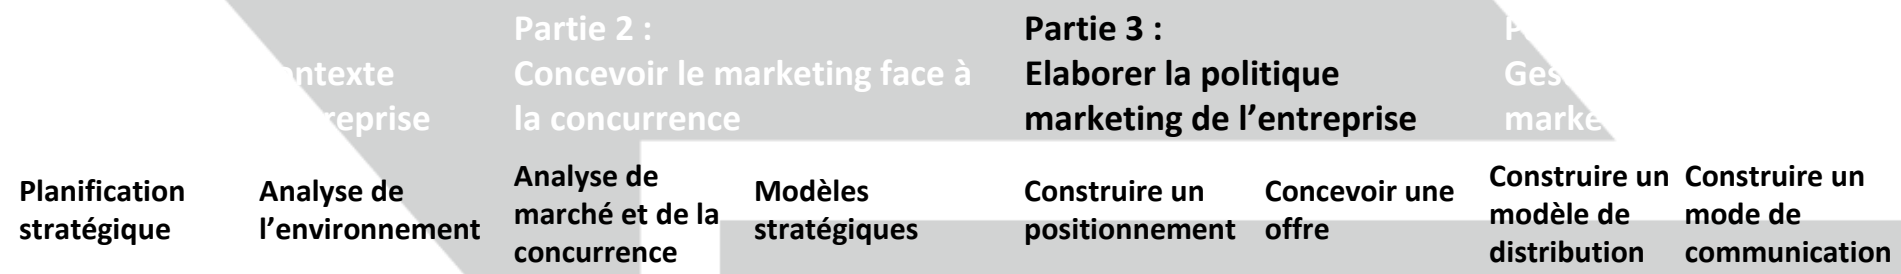 Partie 2 :
Concevoir le marketing face à
la concurrence
Partie 3 :
Elaborer la politique
marketing de l’entreprise
Planification
stratégique
Analyse de
l’environnement
Analyse de
marché et de la
concurrence
Modèles
stratégiques
Construire un
positionnement
Concevoir une
offre
Construire un
modèle de
distribution
Construire un
mode de
communication